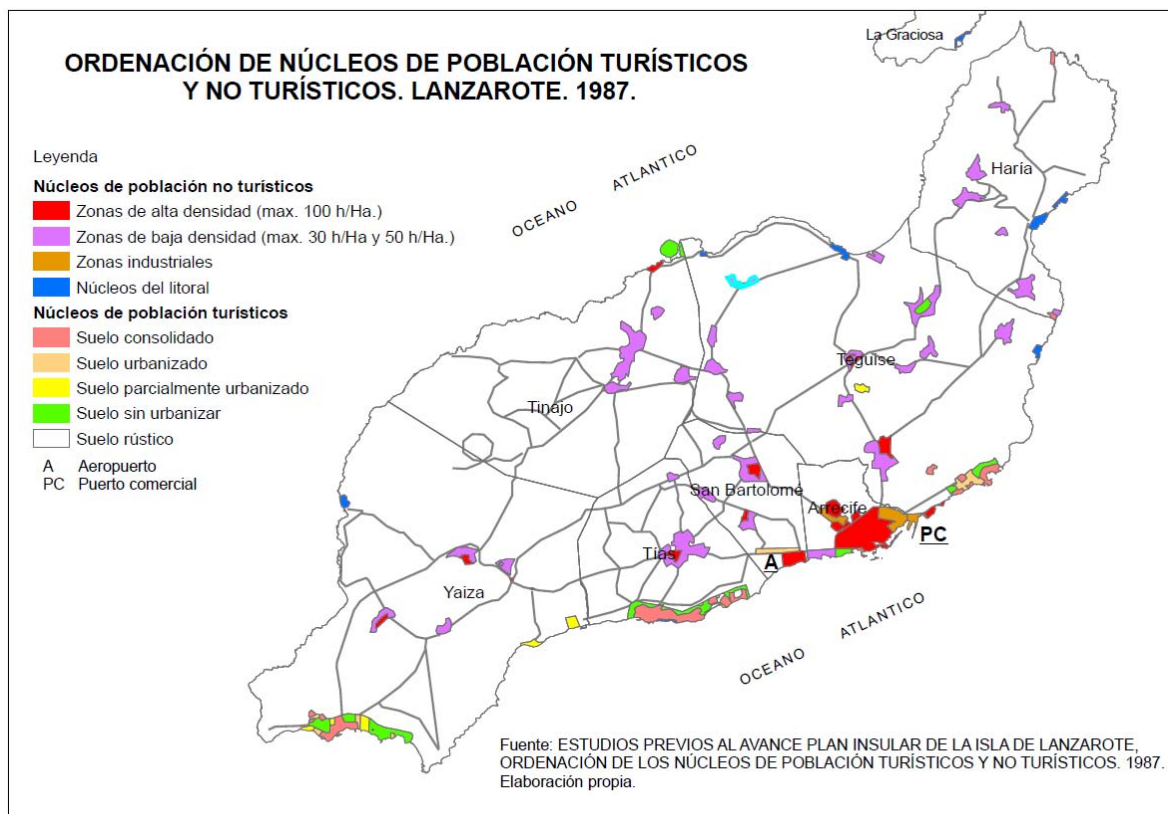 ORDENACIÓN DE NÚCLEOS DE POBLACIÓN TURÍSTICOS
Y NO TURÍSTICOS. LANZAROTE. 1987.
Leyenda
Núcleos de población no turísticos
Zonas de alta densidad (max. 100 h/Ha.)
Zonas de baja densidad (max. 30 h/Ha y 50 h/Ha.)
Zonas industriales
Núcleos del litoral
Núcleos de población turísticos
Suelo consolidado
Suelo urbanizado
Suelo parcialmente urbanizado
Suelo sin urbanizar
Suelo rústico
A Aeropuerto
PC Puerto comercial
La Graciosa
OCEANO ATLANTICO
Haría
Teguise
Tinajo
San Bartolomé
Arrecife
PC
Tías
A
Yaiza
OCEANO ATLANTICO
Fuente: ESTUDIOS PREVIOS AL AVANCE PLAN INSULAR DE LA ISLA DE LANZAROTE,
ORDENACIÓN DE LOS NÚCLEOS DE POBLACIÓN TURÍSTICOS Y NO TURÍSTICOS. 1987.
Elaboración propia.